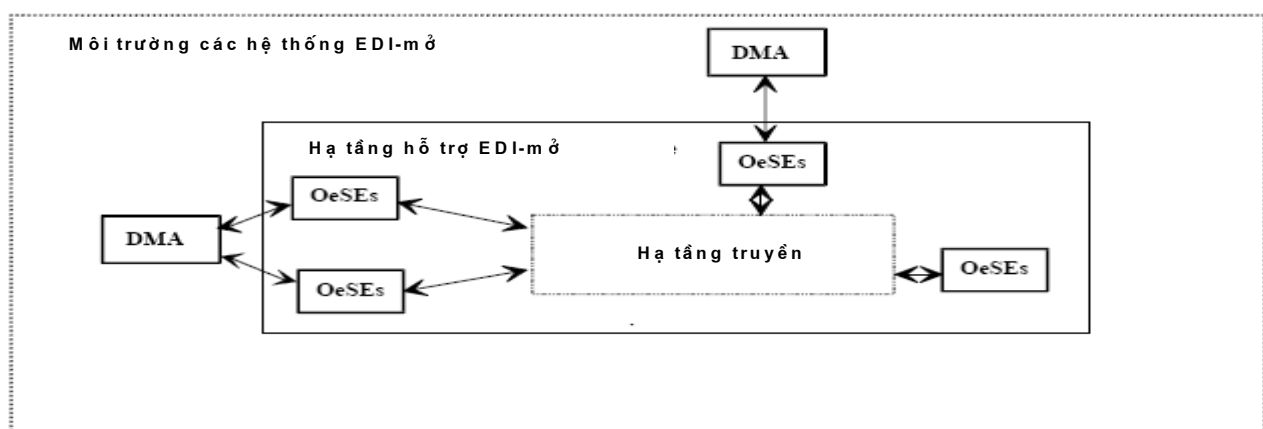 Môi trường các hệ thống EDI-mở
DMA
Hạ tầng hỗ trợ EDI-mở
OeSEs
OeSEs
DMA
Hạ tầng truyền
OeSEs
OeSEs